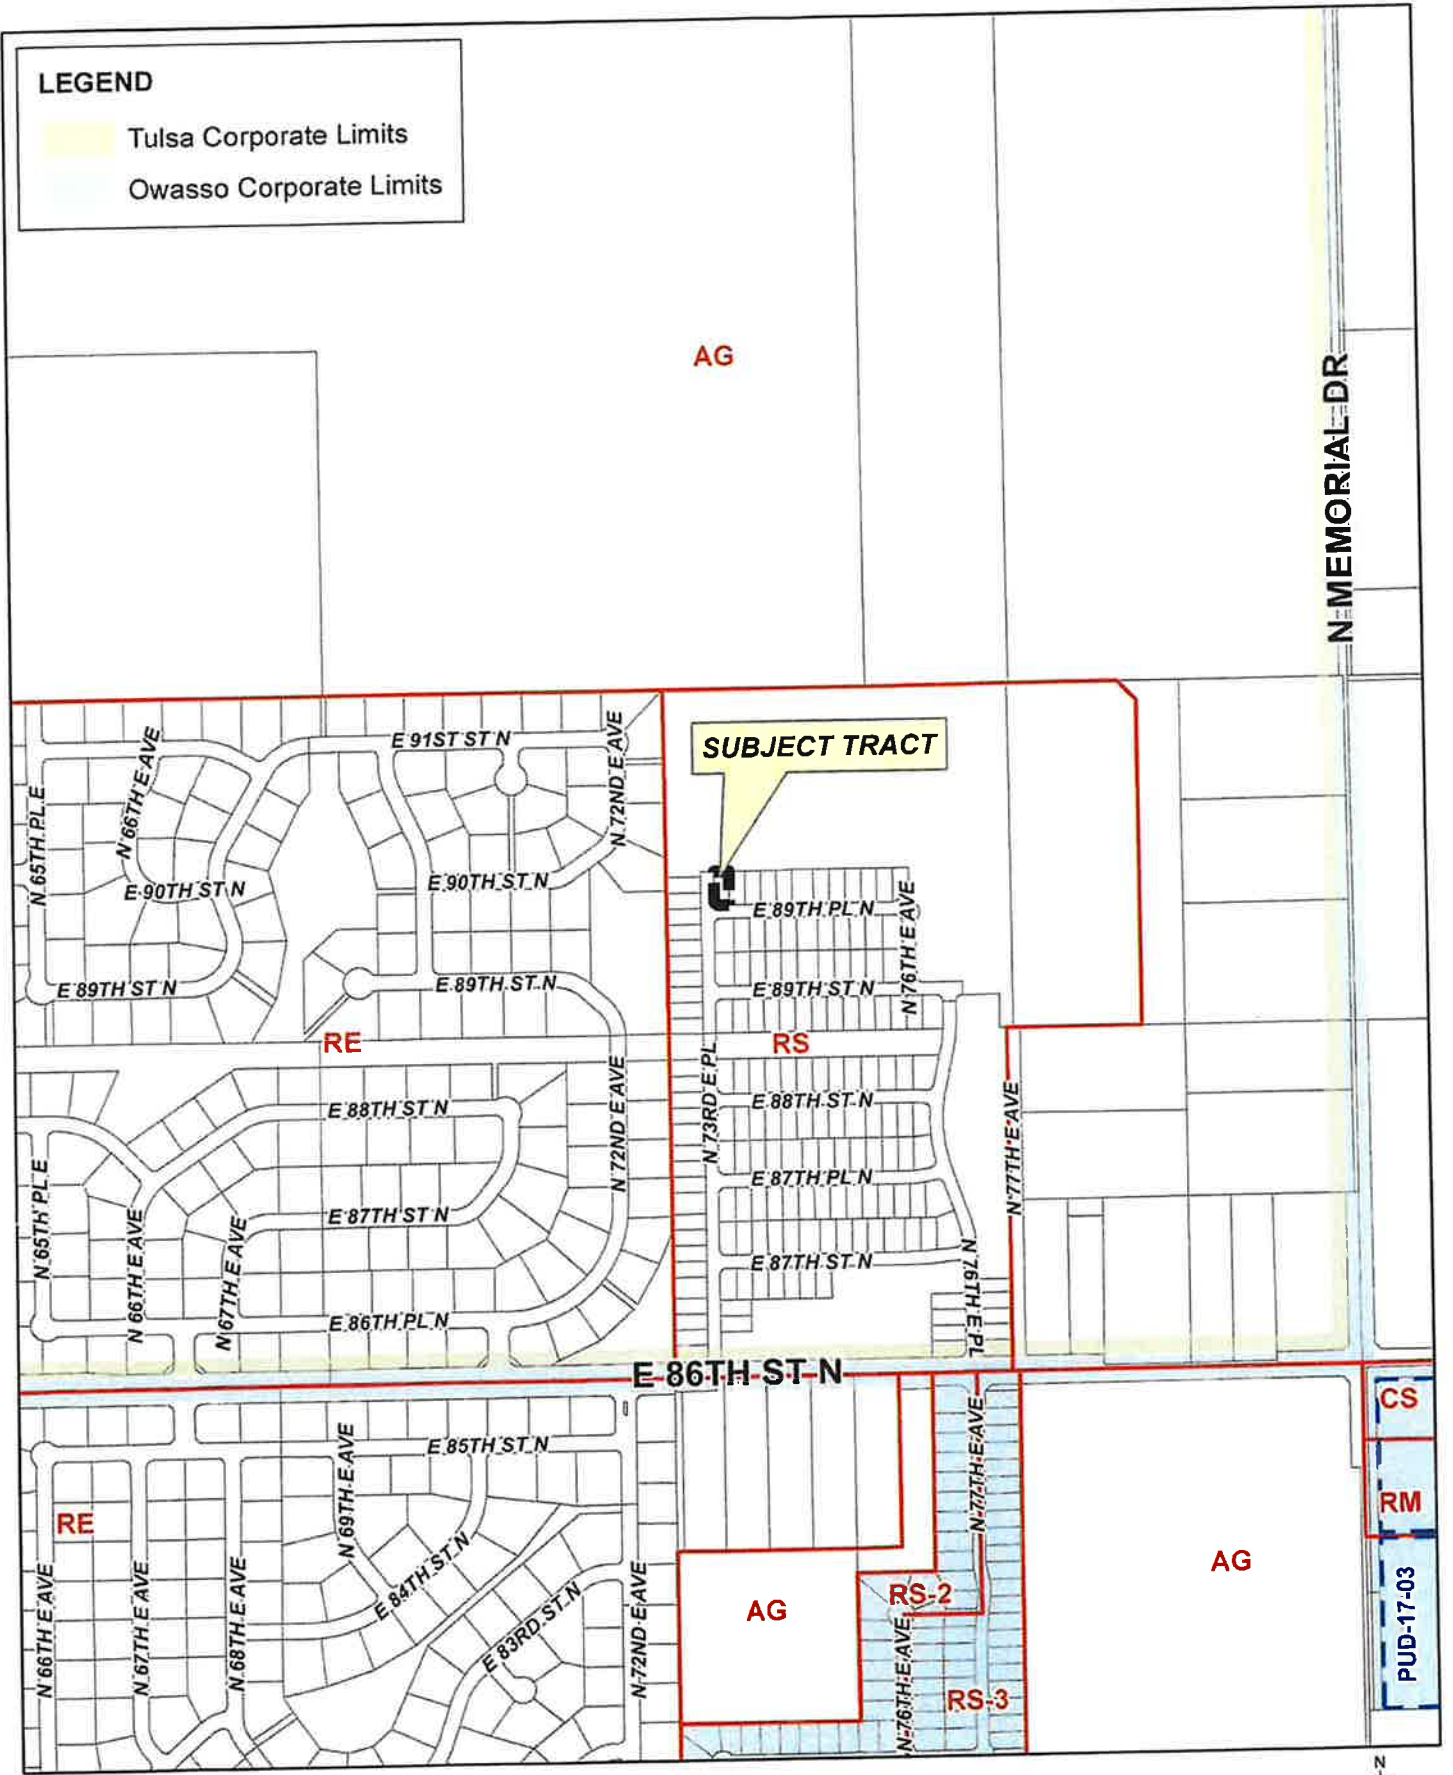 LEGEND
Tulsa Corporate Limits
Owasso Corporate Limits
AG
N MEMORIAL DR
SUBJECT TRACT
E 91ST ST N
N 66TH E AVE
N 72ND E AVE
N 65TH PL E
E 90TH ST N
E 90TH ST N
E 89TH PL N
N 76TH E AVE
E 89TH ST N
E 89TH ST N
E 89TH ST N
RE
RS
N 73RD E PL
N 72ND E AVE
E 88TH ST N
E 88TH ST N
N 77TH E AVE
N 65TH PL E
E 87TH PL N
N 66TH E AVE
N 67TH E AVE
E 87TH ST N
E 87TH ST N
N 76TH E PL
E 86TH PL N
E 86TH ST N
CS
N 69TH E AVE
E 85TH ST N
N 77TH E AVE
RM
RE
AG
E 84TH ST N
RS-2
AG
N 66TH E AVE
N 67TH E AVE
N 68TH E AVE
E 83RD ST N
N 72ND E AVE
N 76TH E AVE
RS-3
PUD-17-03
N